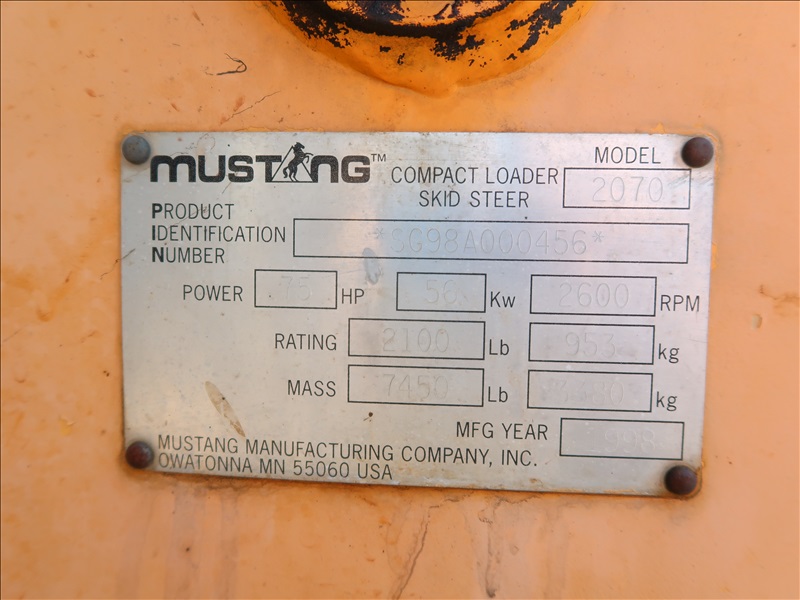 MUSTANG™
COMPACT LOADER
SKID STEER
MODEL
2070
PRODUCT
IDENTIFICATION
NUMBER
*SG98A000456*
POWER 75 HP 56 Kw 2600 RPM
RATING 2100 Lb 953 kg
MASS 7450 Lb kg
MFG YEAR 1998
MUSTANG MANUFACTURING COMPANY, INC.
OWATONNA MN 55060 USA